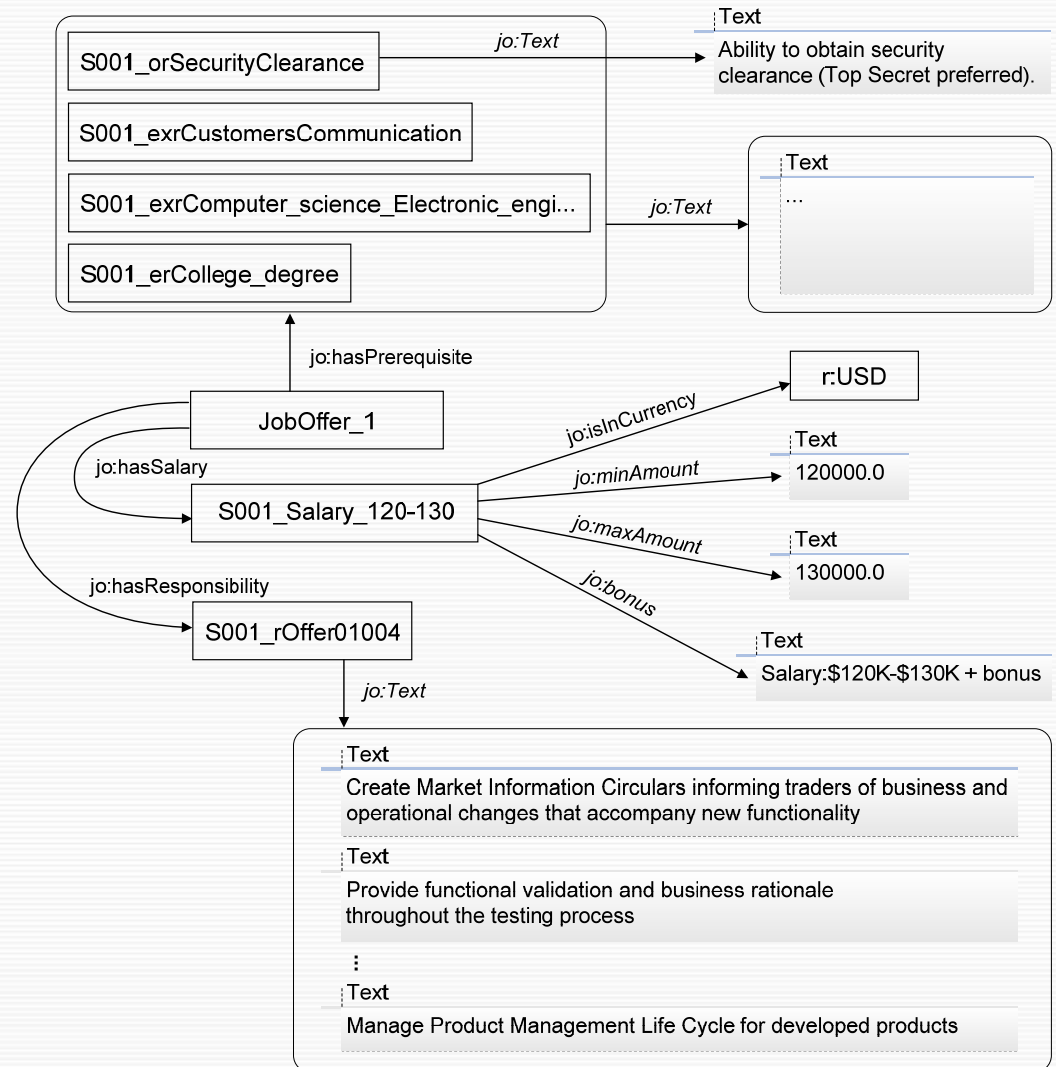 Text
jo:Text
S001_orSecurityClearance
Ability to obtain security
clearance (Top Secret preferred).
S001_exrCustomersCommunication
Text
...
S001_exrComputer_science_Electronic_engi...
jo:Text
S001_erCollege_degree
jo:hasPrerequisite
r:USD
JobOffer_1
jo:isInCurrency
Text
120000.0
jo:hasSalary
jo:minAmount
S001_Salary_120-130
jo:maxAmount
Text
130000.0
jo:hasResponsibility
jo:bonus
S001_rOffer01004
Text
Salary:$120K-$130K + bonus
jo:Text
Text
Create Market Information Circulars informing traders of business and
operational changes that accompany new functionality
Text
Provide functional validation and business rationale
throughout the testing process
⋮
Text
Manage Product Management Life Cycle for developed products